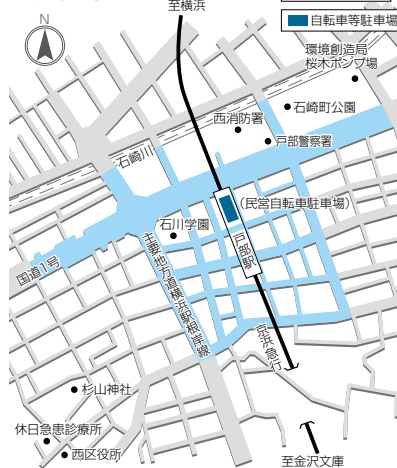 至横浜
N
自転車等駐車場
環境創造局
桜木ポンプ場
石崎町公園
西消防署
戸部警察署
石崎川
(民営自転車駐車場)
石川学園
戸部駅
国道1号
主要地方道横浜駅根岸線
京浜急行
杉山神社
休日急患診療所
西区役所
至金沢文庫